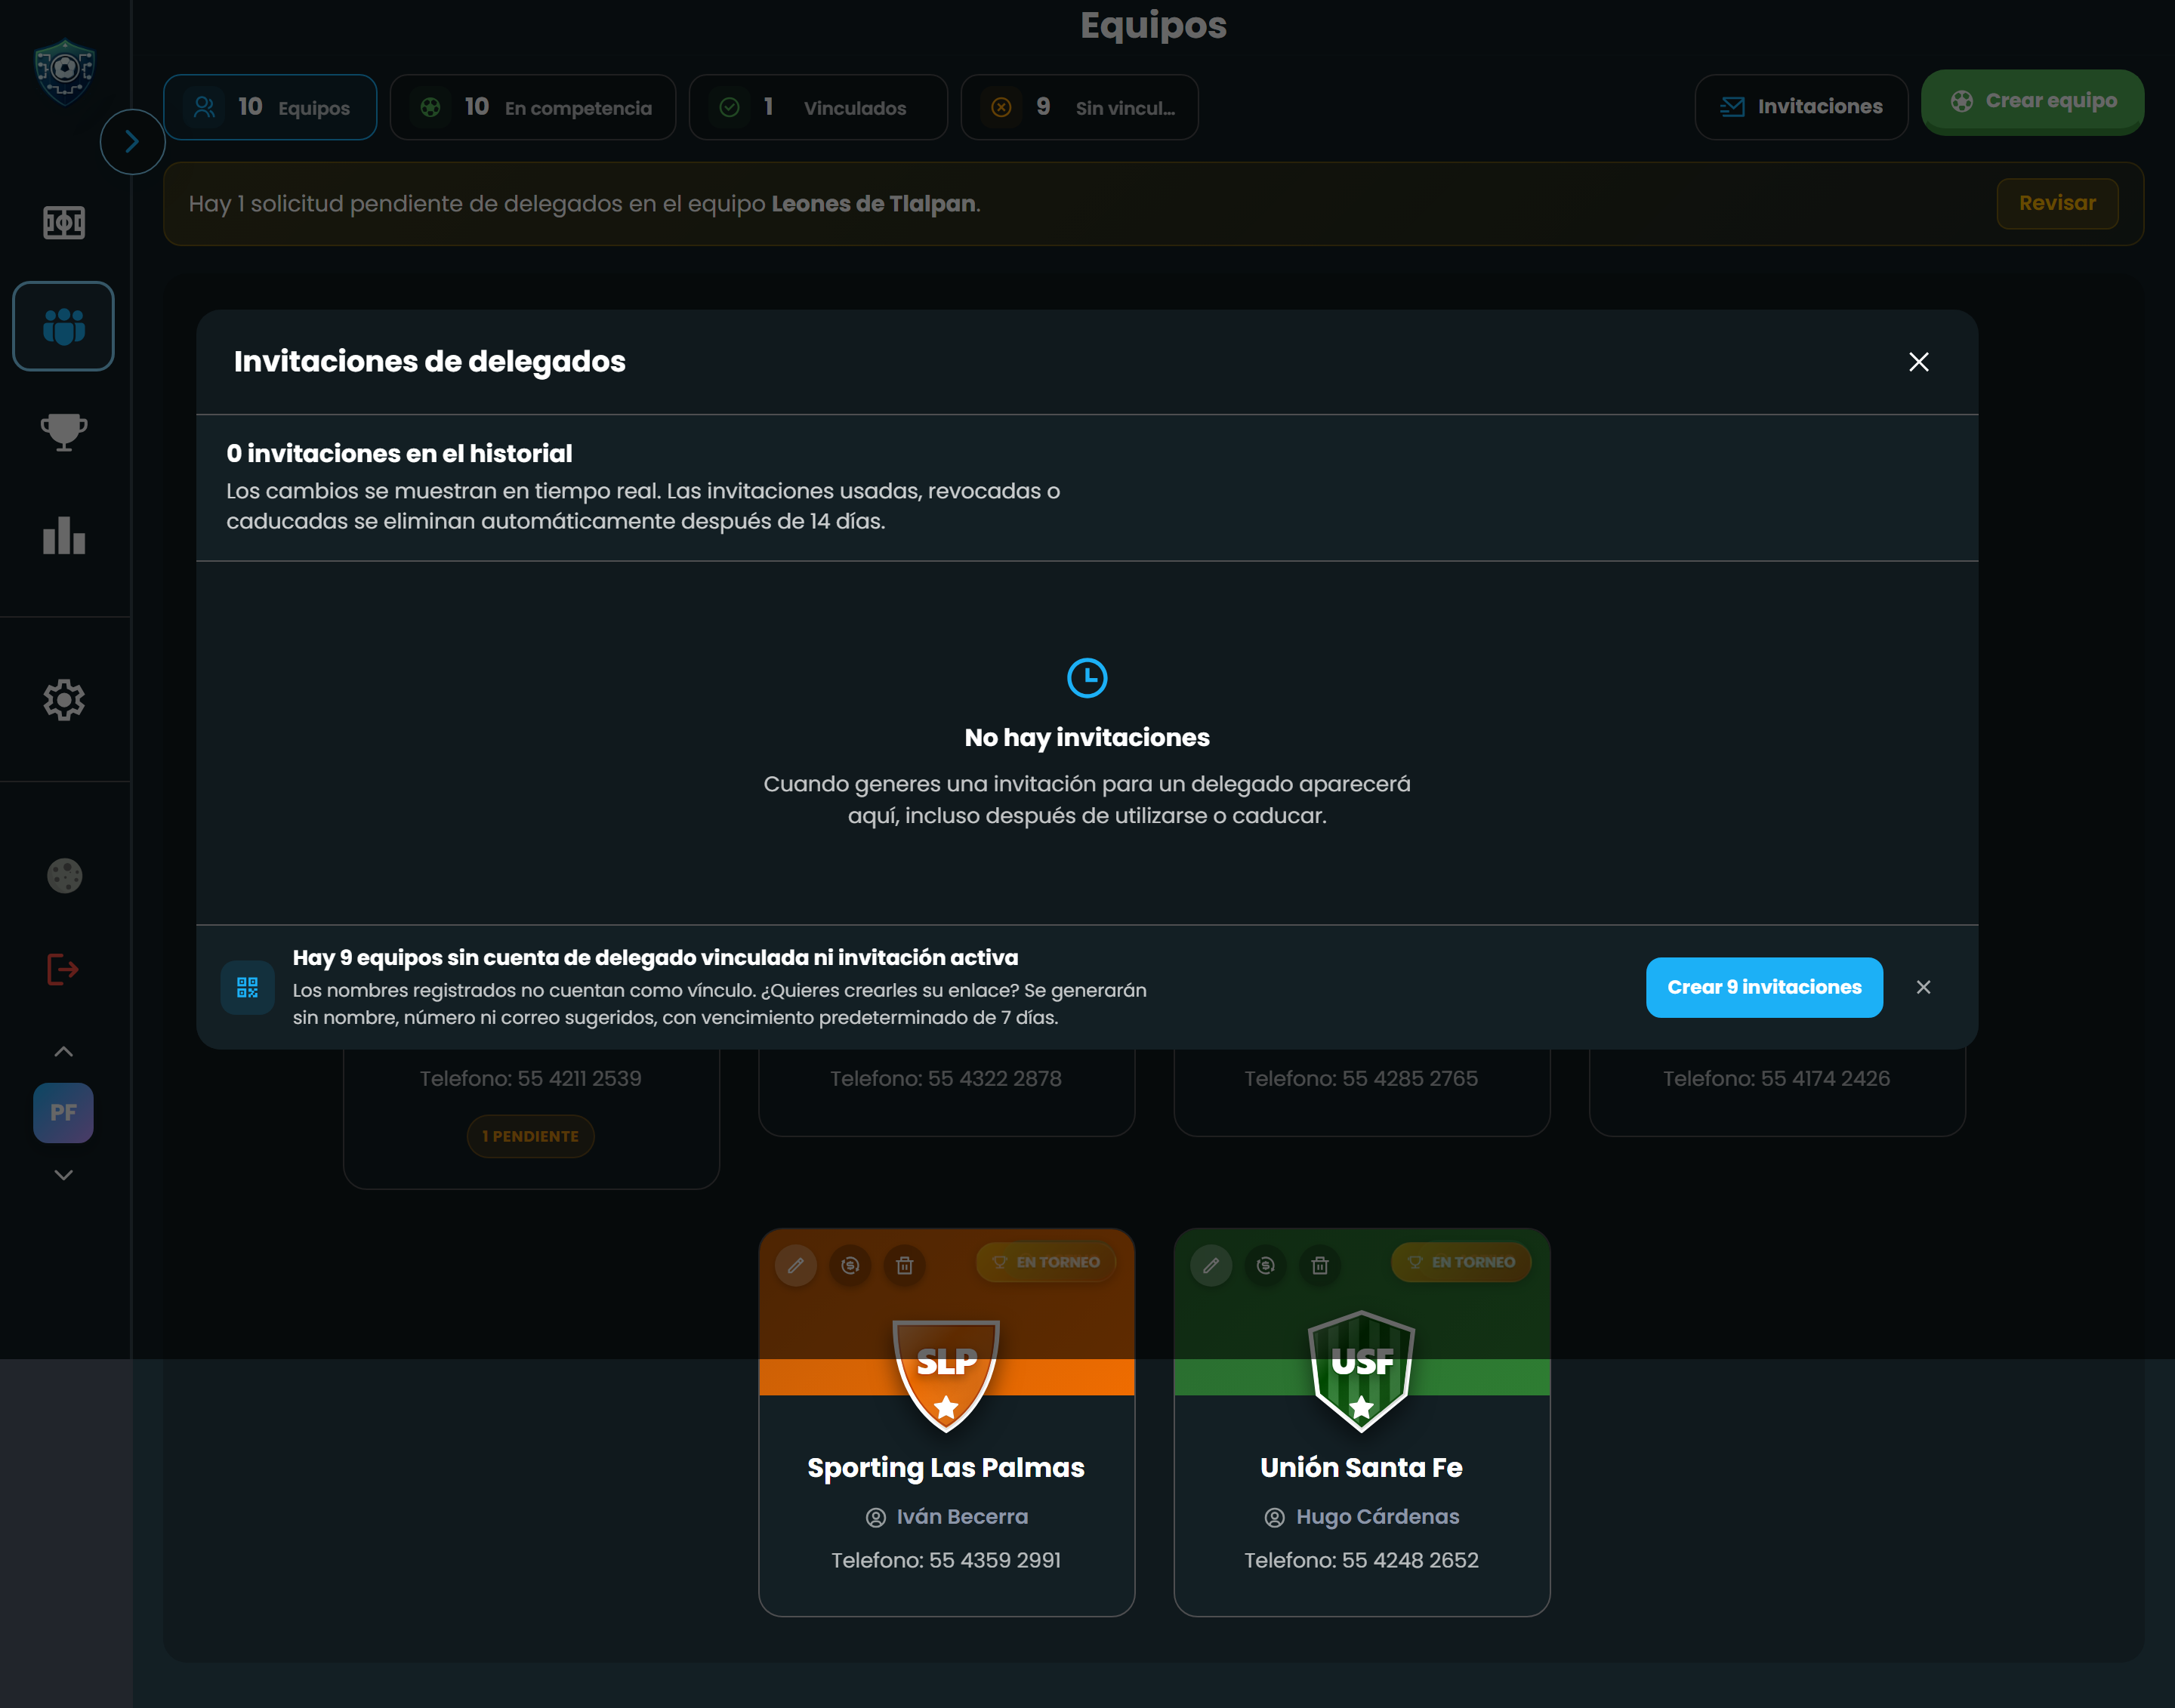 Equipos
10 Equipos
10 En competencia
1 Vinculados
9 Sin vincul...
Invitaciones
Crear equipo
Hay 1 solicitud pendiente de delegados en el equipo Leones de Tlalpan.
Revisar
Invitaciones de delegados
0 invitaciones en el historial
Los cambios se muestran en tiempo real. Las invitaciones usadas, revocadas o
caducadas se eliminan automáticamente después de 14 días.
No hay invitaciones
Cuando generes una invitación para un delegado aparecerá
aquí, incluso después de utilizarse o caducar.
Hay 9 equipos sin cuenta de delegado vinculada ni invitación activa
Los nombres registrados no cuentan como vínculo. ¿Quieres crearles su enlace? Se generarán
sin nombre, número ni correo sugeridos, con vencimiento predeterminado de 7 días.
Crear 9 invitaciones
PF
Telefono: 55 4211 2539
1 PENDIENTE
Telefono: 55 4322 2878
Telefono: 55 4285 2765
Telefono: 55 4174 2426
EN TORNEO
SLP
Sporting Las Palmas
Iván Becerra
Telefono: 55 4359 2991
EN TORNEO
USF
Unión Santa Fe
Hugo Cárdenas
Telefono: 55 4248 2652